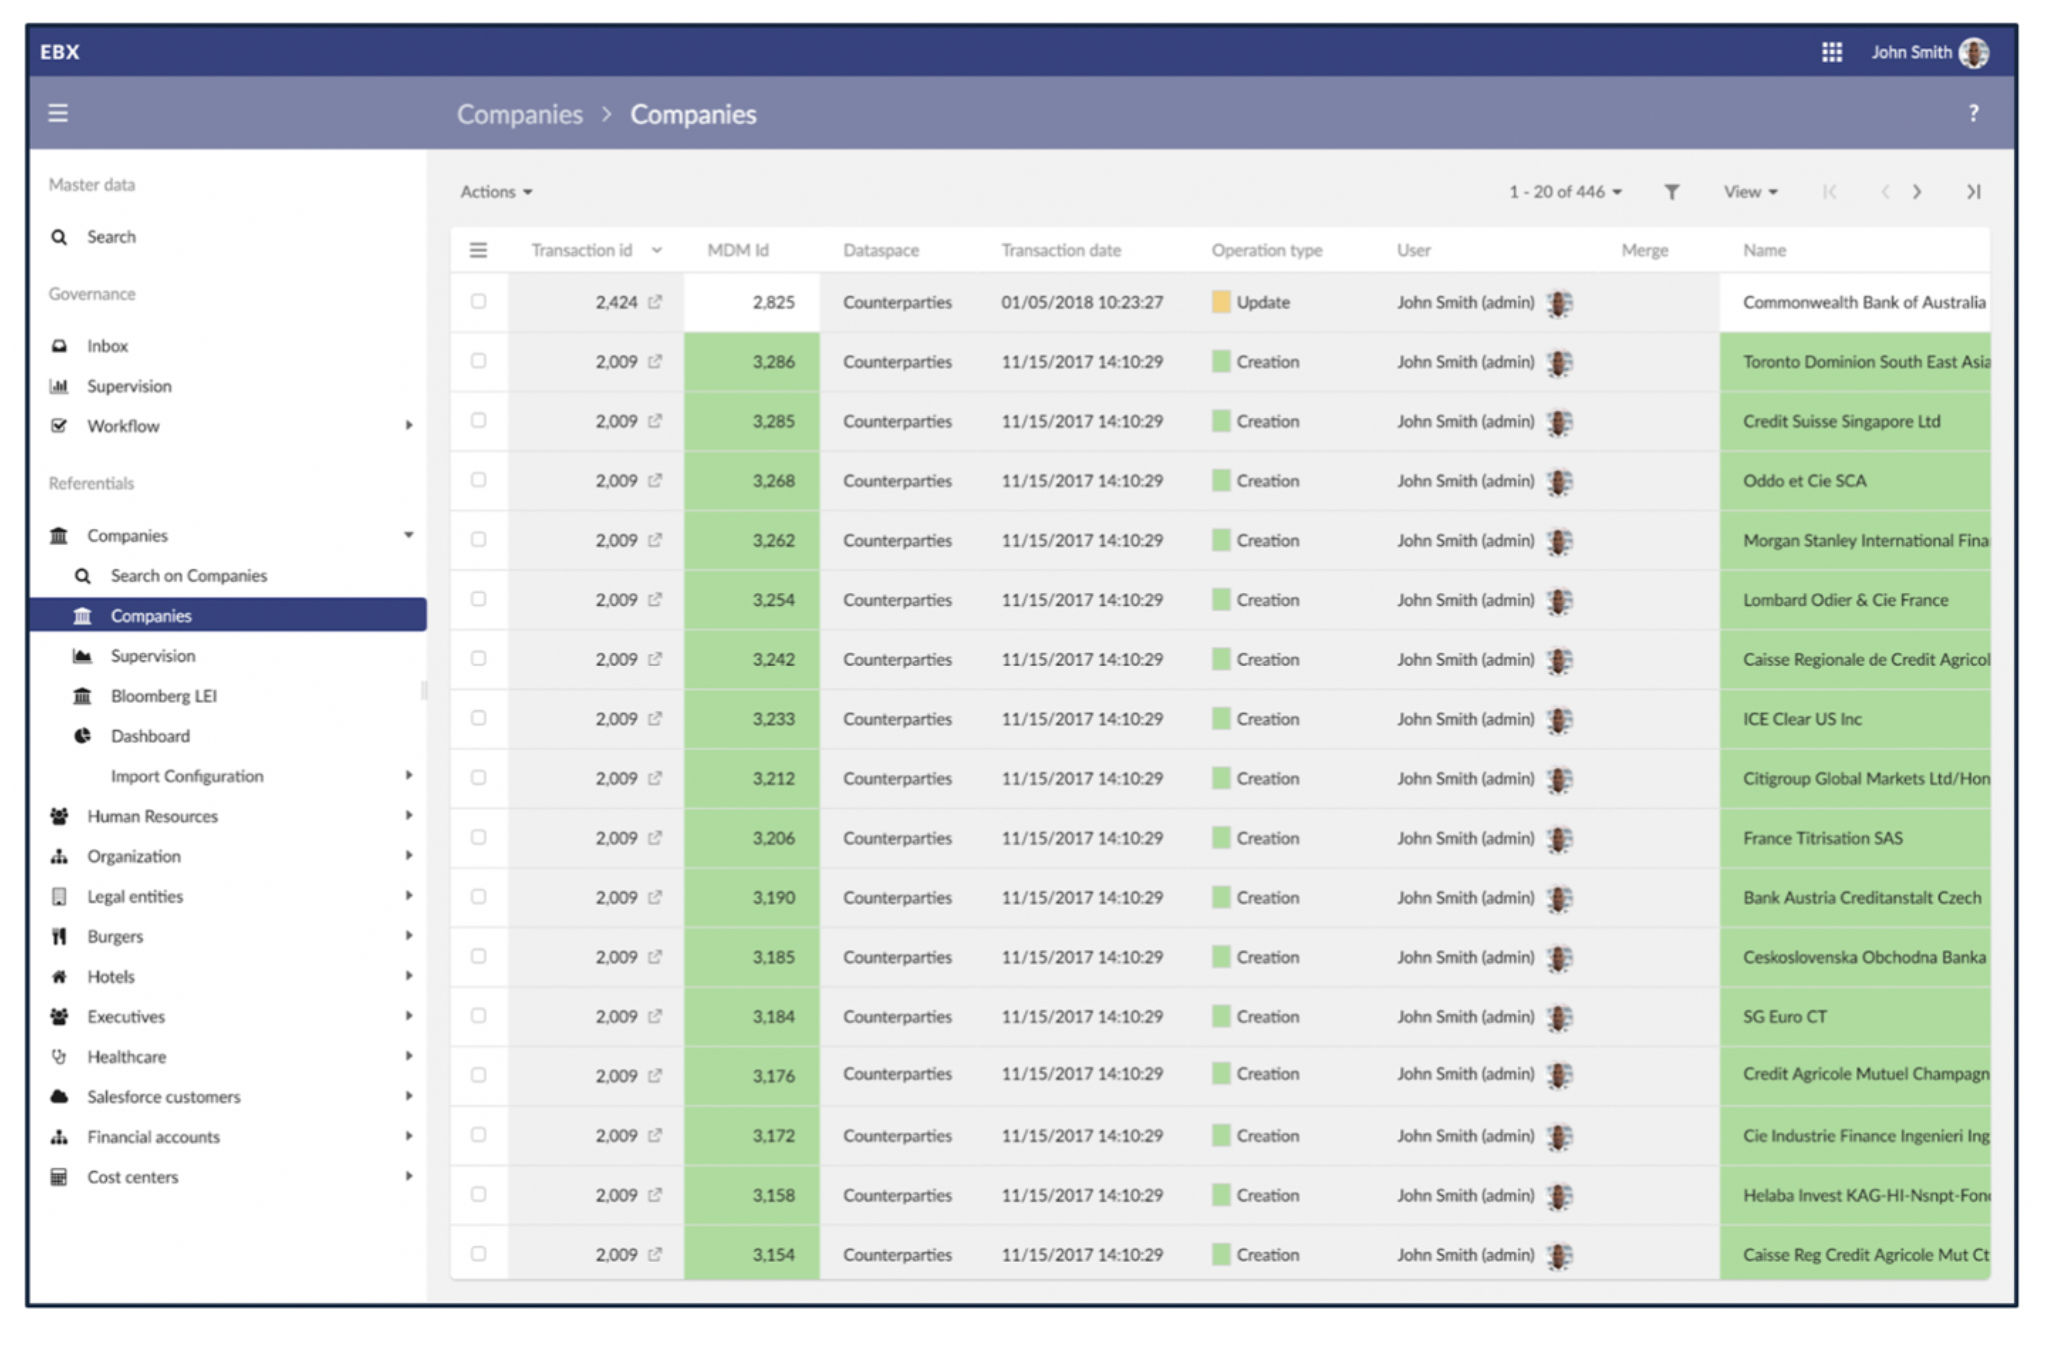 EBX
John Smith
Companies > Companies
?
Master data
Search
Governance
Inbox
Supervision
Workflow
Referentials
Companies
Search on Companies
Companies
Supervision
Bloomberg LEI
Dashboard
Import Configuration
Human Resources
Organization
Legal entities
Burgers
Hotels
Executives
Healthcare
Salesforce customers
Financial accounts
Cost centers
Actions
1 - 20 of 446
View
Transaction id MDM Id Dataspace Transaction date Operation type User Merge Name
2,424 2,825 Counterparties 01/05/2018 10:23:27 Update John Smith (admin) Commonwealth Bank of Australia
2,009 3,286 Counterparties 11/15/2017 14:10:29 Creation John Smith (admin) Toronto Dominion South East Asia
2,009 3,285 Counterparties 11/15/2017 14:10:29 Creation John Smith (admin) Credit Suisse Singapore Ltd
2,009 3,268 Counterparties 11/15/2017 14:10:29 Creation John Smith (admin) Oddo et Cie SCA
2,009 3,262 Counterparties 11/15/2017 14:10:29 Creation John Smith (admin) Morgan Stanley International Fina
2,009 3,254 Counterparties 11/15/2017 14:10:29 Creation John Smith (admin) Lombard Odier & Cie France
2,009 3,242 Counterparties 11/15/2017 14:10:29 Creation John Smith (admin) Caisse Regionale de Credit Agricol
2,009 3,233 Counterparties 11/15/2017 14:10:29 Creation John Smith (admin) ICE Clear US Inc
2,009 3,212 Counterparties 11/15/2017 14:10:29 Creation John Smith (admin) Citigroup Global Markets Ltd/Hon
2,009 3,206 Counterparties 11/15/2017 14:10:29 Creation John Smith (admin) France Titrisation SAS
2,009 3,190 Counterparties 11/15/2017 14:10:29 Creation John Smith (admin) Bank Austria Creditanstalt Czech
2,009 3,185 Counterparties 11/15/2017 14:10:29 Creation John Smith (admin) Ceskoslovenska Obchodna Banka
2,009 3,184 Counterparties 11/15/2017 14:10:29 Creation John Smith (admin) SG Euro CT
2,009 3,176 Counterparties 11/15/2017 14:10:29 Creation John Smith (admin) Credit Agricole Mutuel Champagn
2,009 3,172 Counterparties 11/15/2017 14:10:29 Creation John Smith (admin) Cie Industrie Finance Ingenieri Ing
2,009 3,158 Counterparties 11/15/2017 14:10:29 Creation John Smith (admin) Helaba Invest KAG-HI-Nsnpt-Fon
2,009 3,154 Counterparties 11/15/2017 14:10:29 Creation John Smith (admin) Caisse Reg Credit Agricole Mut Ct